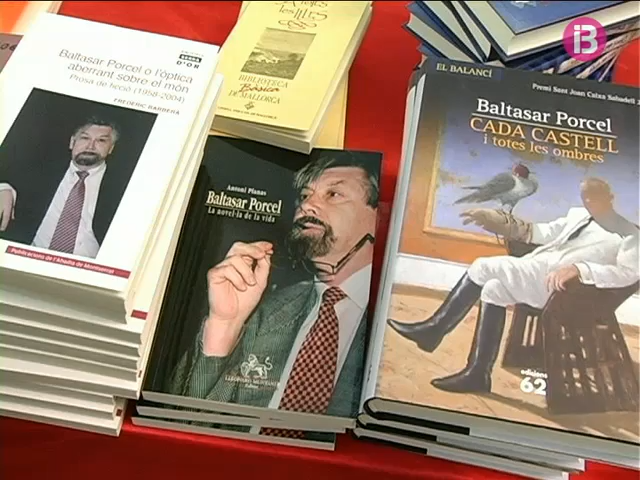 Baltasar Porcel o l'òptica
aberrant sobre el món
Prosa de ficció (1958-2004)
FREDERIC BARBERÀ
SERRA
D'OR
Publicacions de l'Abadia de Montserrat
BIBLIOTECA
Bàsica
DE MALLORCA
Antoni Planas
Baltasar Porcel
La novel·la de la vida
EL BALANCÍ
Premi Sant Joan Caixa Sabadell
Baltasar Porcel
CADA CASTELL
i totes les ombres
edicions
62
IB